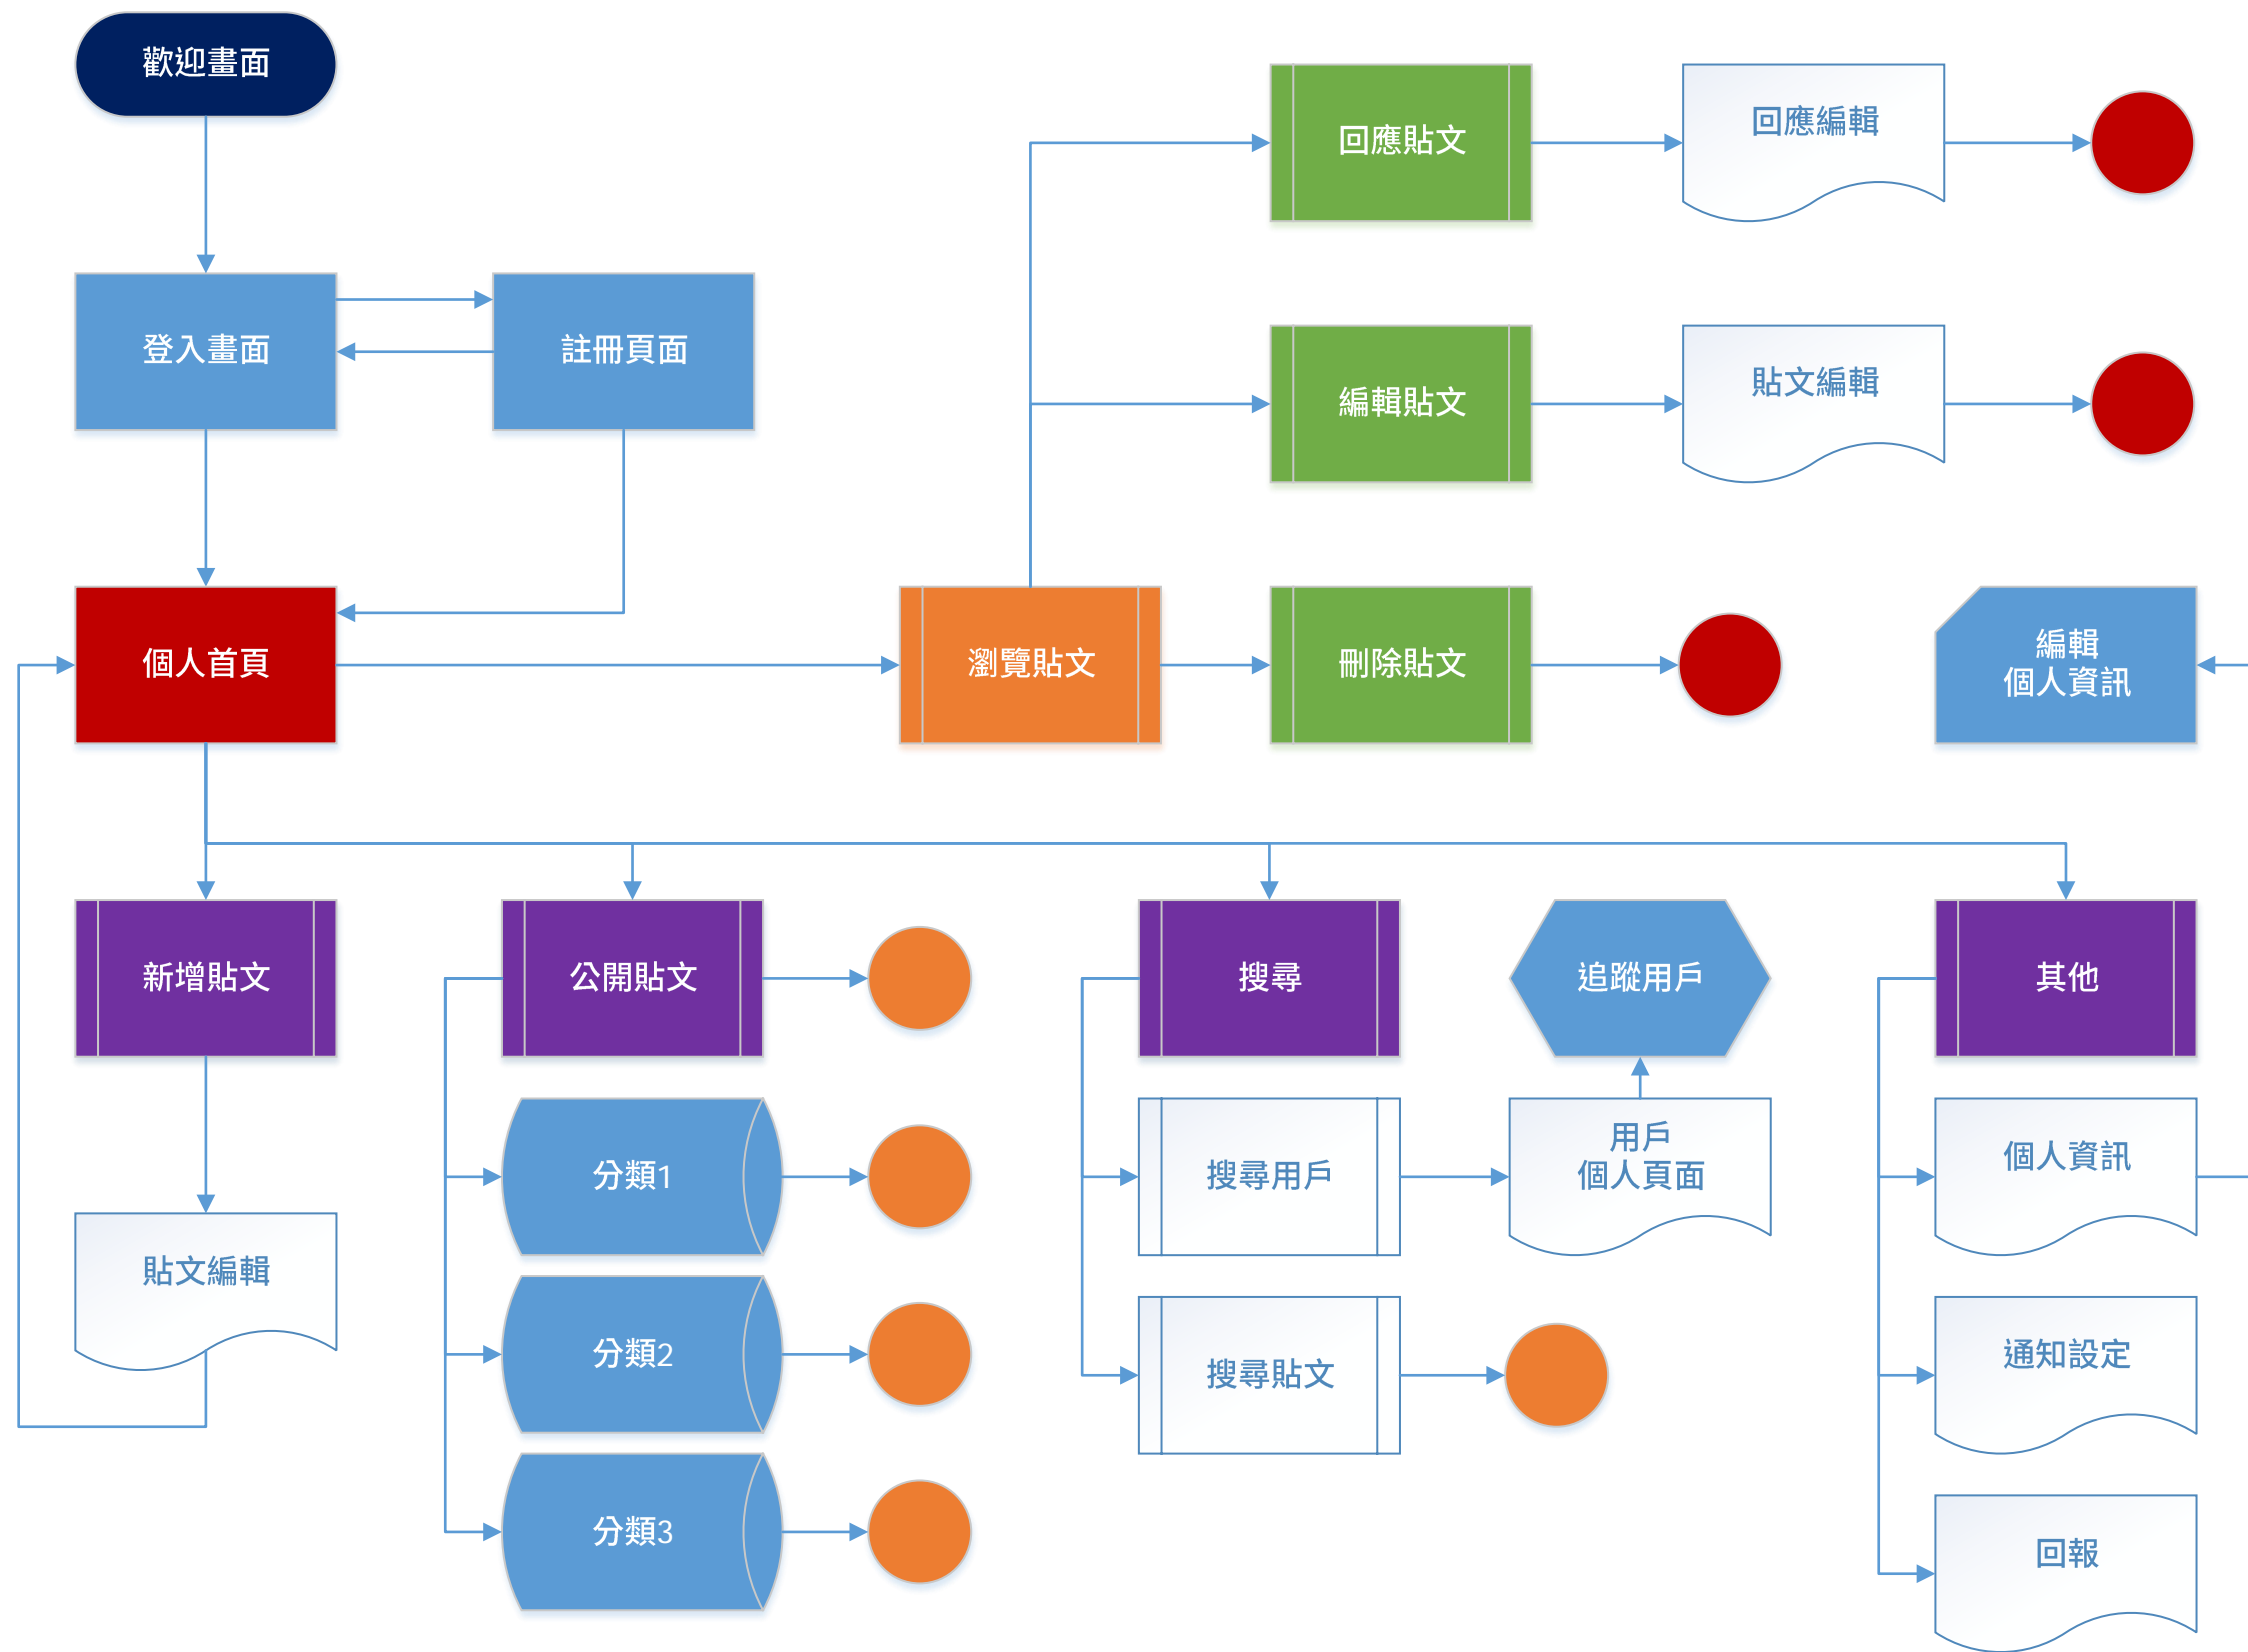 歡迎畫面
回應貼文
回應編輯
登入畫面
註冊頁面
編輯貼文
貼文編輯
個人首頁
瀏覽貼文
刪除貼文
編輯
個人資訊
新增貼文
公開貼文
搜尋
追蹤用戶
其他
分類1
搜尋用戶
用戶
個人頁面
個人資訊
貼文編輯
分類2
搜尋貼文
通知設定
分類3
回報